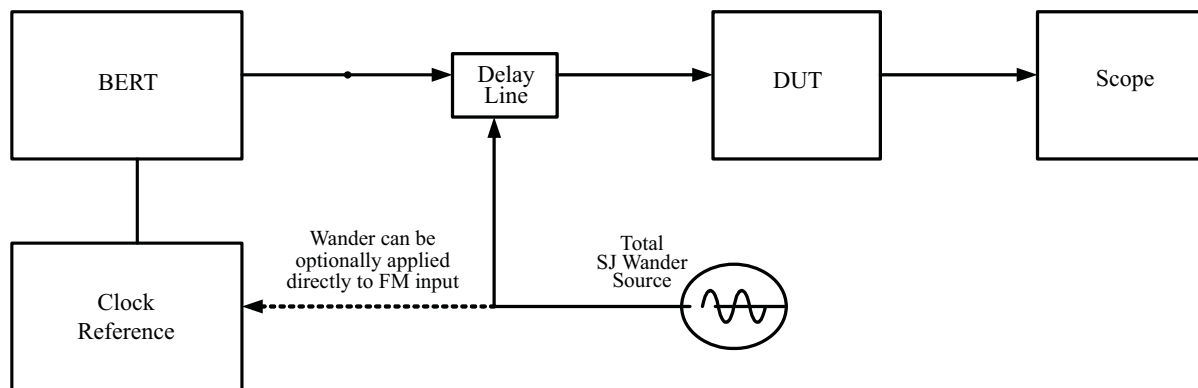 BERT
Delay
Line
DUT
Scope
Wander can be
optionally applied
directly to FM input
Total
SJ Wander
Source
Clock
Reference